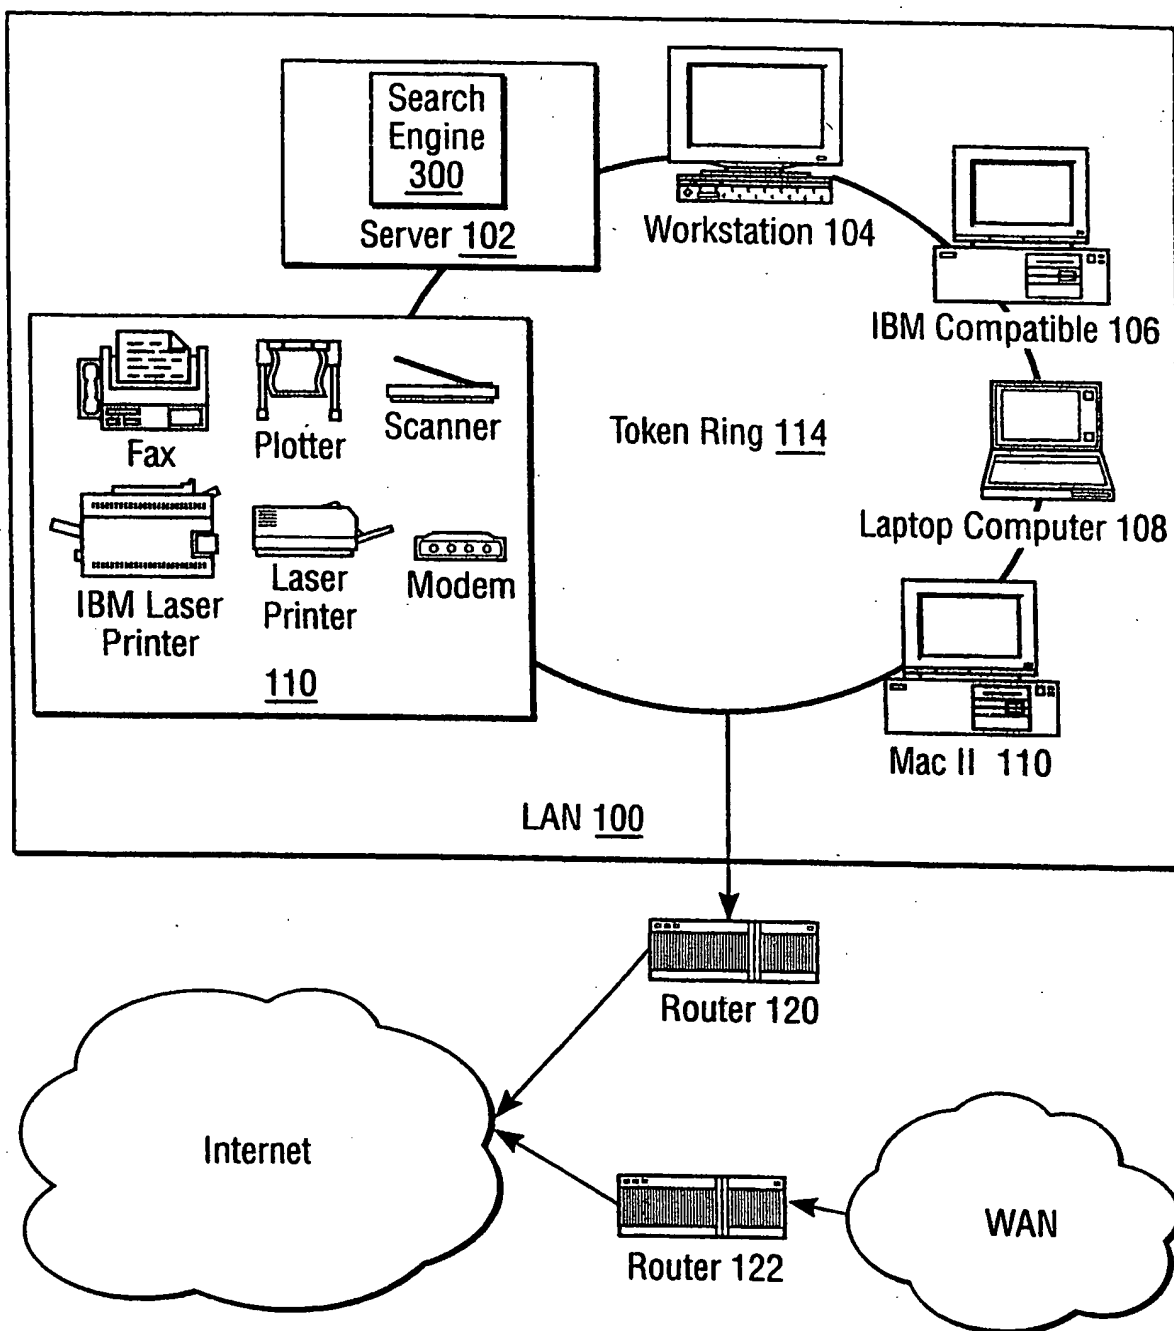 Search
Engine
300
Server 102
Workstation 104
IBM Compatible 106
Fax
Plotter
Scanner
Token Ring 114
Laptop Computer 108
IBM Laser
Printer
Laser
Printer
Modem
110
Mac II 110
LAN 100
Router 120
Internet
Router 122
WAN